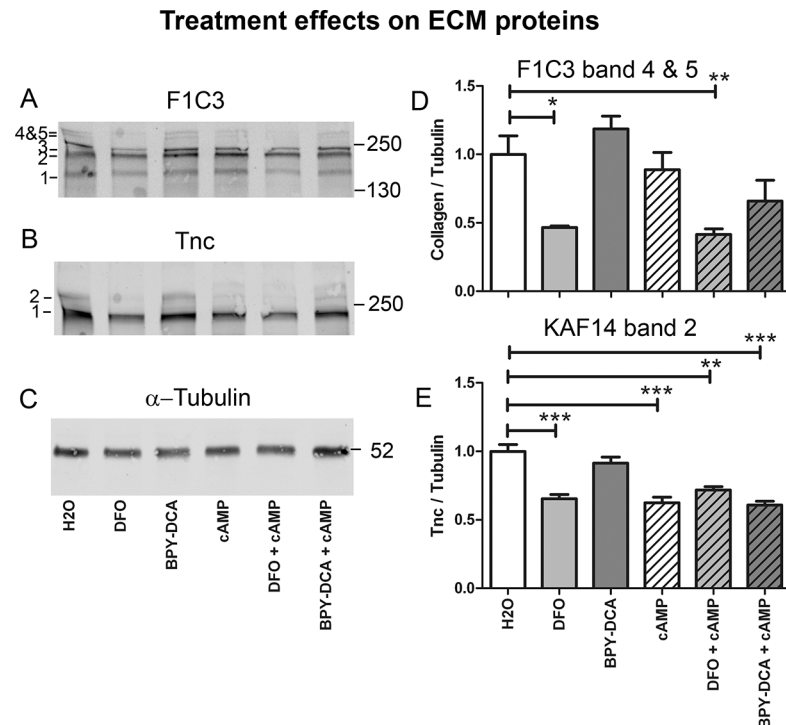 Treatment effects on ECM proteins
A
F1C3
4&5
3
2
1
250
130
B
Tnc
2
1
250
C
α–Tubulin
52
H2O
DFO
BPY-DCA
cAMP
DFO + cAMP
BPY-DCA + cAMP
D
F1C3 band 4 & 5
*
**
Collagen / Tubulin
1.5
1.0
0.5
0.0
E
KAF14 band 2
***
**
***
***
Tnc / Tubulin
1.5
1.0
0.5
0.0
H2O
DFO
BPY-DCA
cAMP
DFO + cAMP
BPY-DCA + cAMP